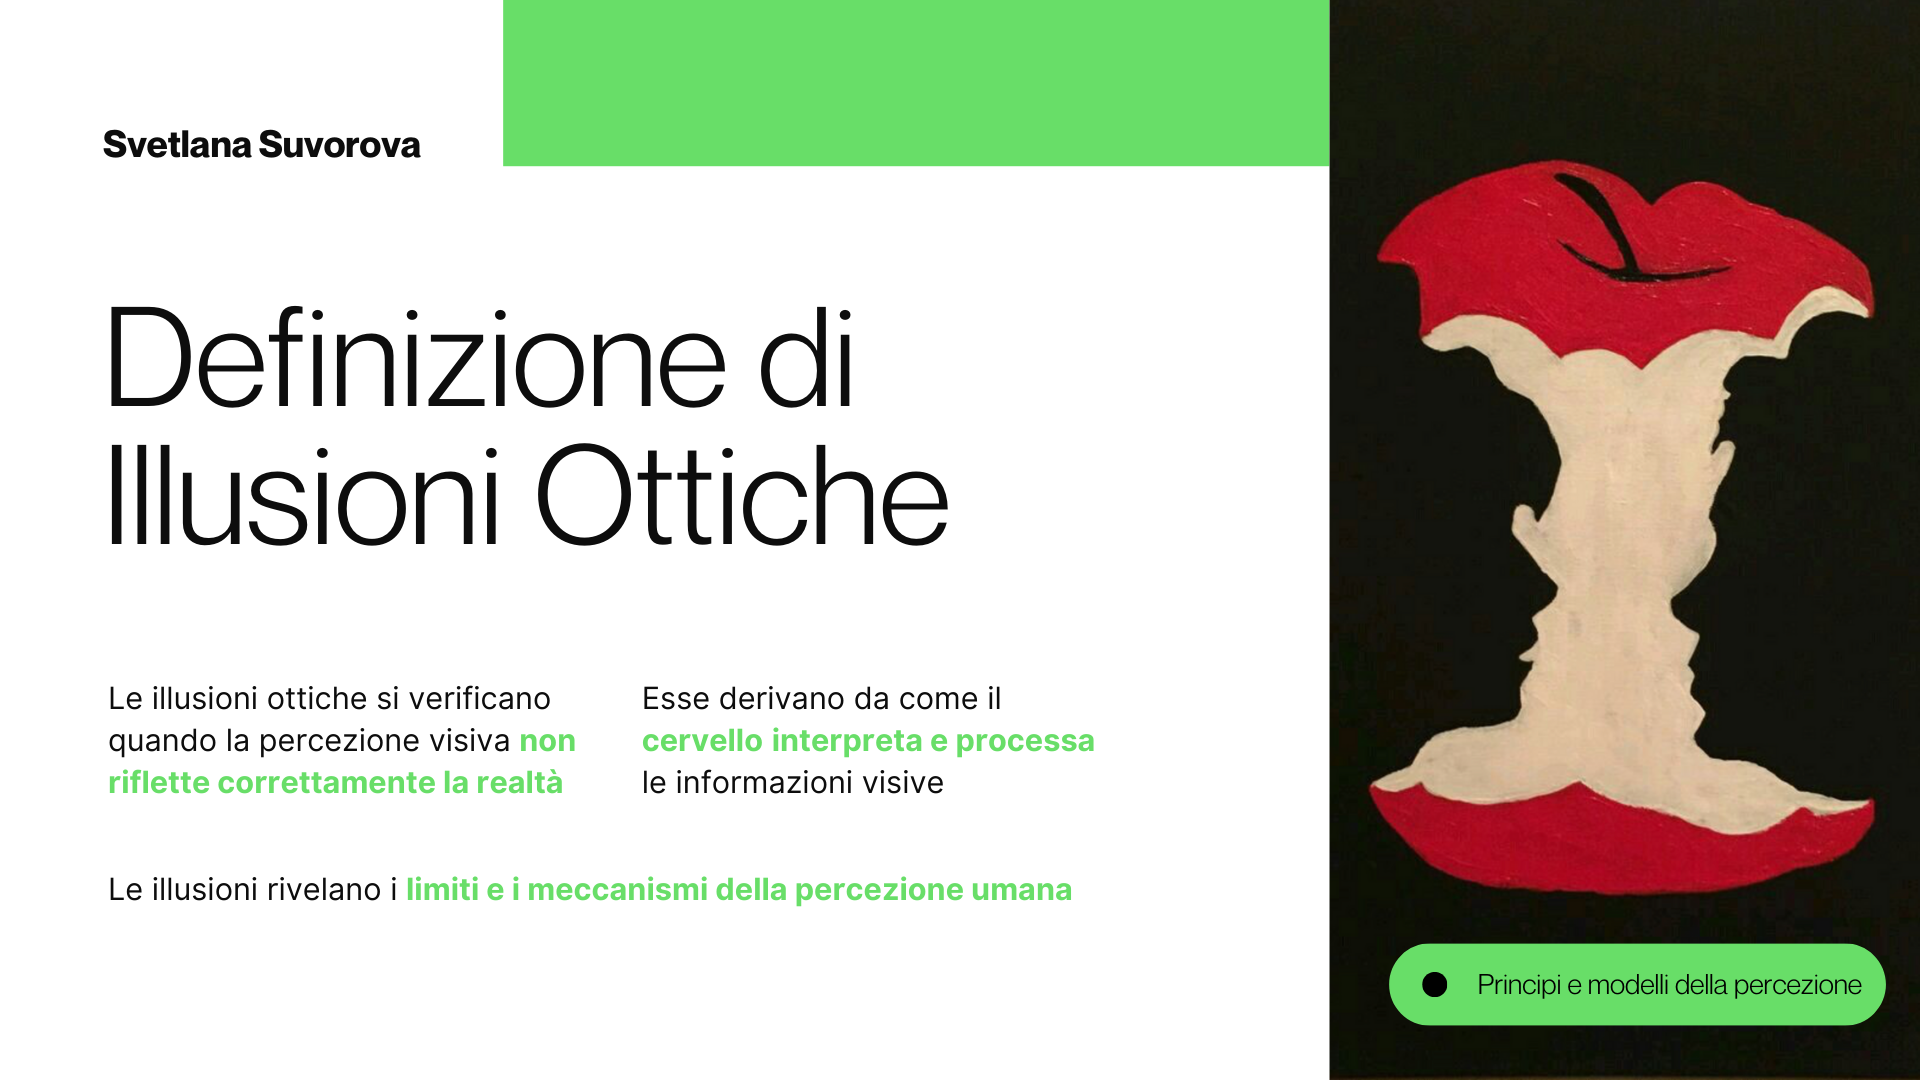 Svetlana Suvorova
Definizione di
Illusioni Ottiche
Le illusioni ottiche si verificano
quando la percezione visiva non
riflette correttamente la realtà
Esse derivano da come il
cervello interpreta e processa
le informazioni visive
Le illusioni rivelano i limiti e i meccanismi della percezione umana
Principi e modelli della percezione